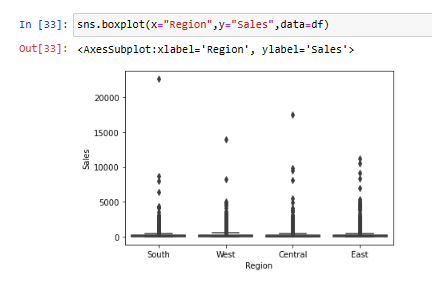 In [33]: sns.boxplot(x="Region",y="Sales",data=df)
Out[33]: <AxesSubplot:xlabel='Region', ylabel='Sales'>
20000
15000
10000
5000
0
Sales
South West Central East
Region